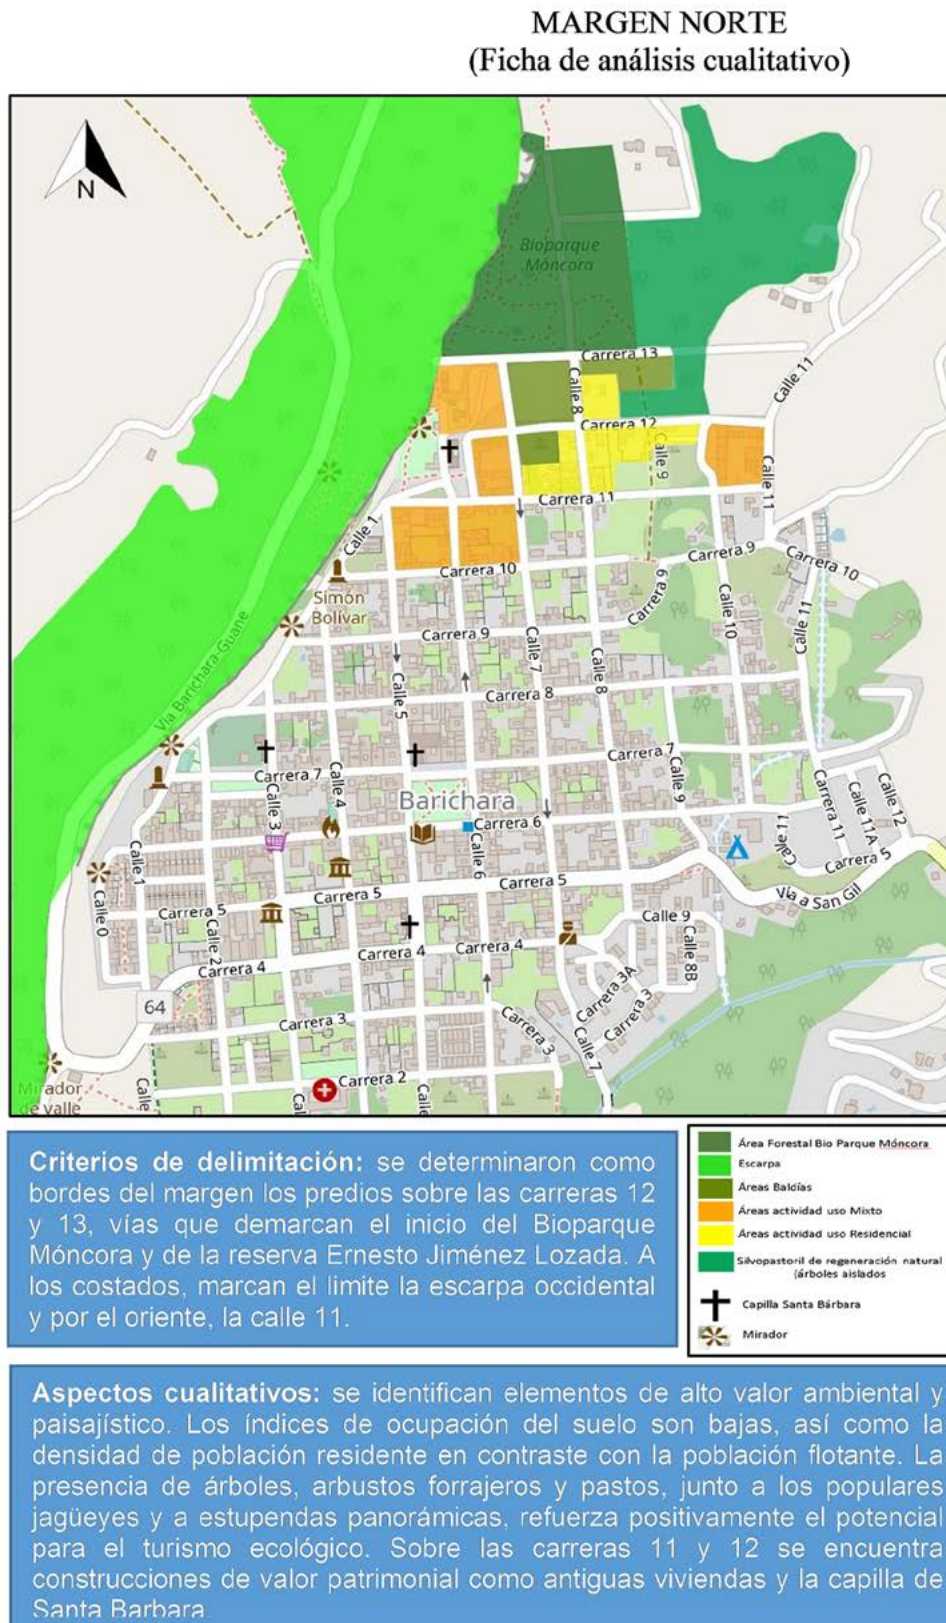 MARGEN NORTE
(Ficha de análisis cualitativo)
N
Bioparque
Móncora
Carrera 13
Calle 8
Calle 11
Carrera 12
Calle 9
Calle 11
Carrera 11
Calle 1
Carrera 10
Carrera 9
Carrera 10
Simón
Bolívar
Carrera 9
Carrera 9
Calle 10
Calle 11
Calle 7
Calle 8
Vía Barichara-Guane
Calle 5
Carrera 8
Carrera 7
Carrera 7
Calle 3
Calle 4
Calle 9
Barichara
Carrera 6
Calle 6
Calle 11
Carrera 11
Calle 11A
Calle 12
Carrera 5
Calle 1
Calle 0
Carrera 5
Carrera 5
Vía a San Gil
Calle 2
Carrera 4
Carrera 4
Carrera 4
Calle 9
Calle 8B
Carrera 3A
Carrera 3
64
Carrera 3
Carrera 3
Calle 7
Mirador
de valle
Calle
Carrera 2
Criterios de delimitación: se determinaron como
bordes del margen los predios sobre las carreras 12
y 13, vías que demarcan el inicio del Bioparque
Móncora y de la reserva Ernesto Jiménez Lozada. A
los costados, marcan el limite la escarpa occidental
y por el oriente, la calle 11.
Área Forestal Bio Parque Móncora
Escarpa
Áreas Baldías
Áreas actividad uso Mixto
Áreas actividad uso Residencial
Silvopastoril de regeneración natural
(árboles aislados
Capilla Santa Bárbara
Mirador
Aspectos cualitativos: se identifican elementos de alto valor ambiental y
paisajístico. Los índices de ocupación del suelo son bajas, así como la
densidad de población residente en contraste con la población flotante. La
presencia de árboles, arbustos forrajeros y pastos, junto a los populares
jagüeyes y a estupendas panorámicas, refuerza positivamente el potencial
para el turismo ecológico. Sobre las carreras 11 y 12 se encuentra
construcciones de valor patrimonial como antiguas viviendas y la capilla de
Santa Barbara.